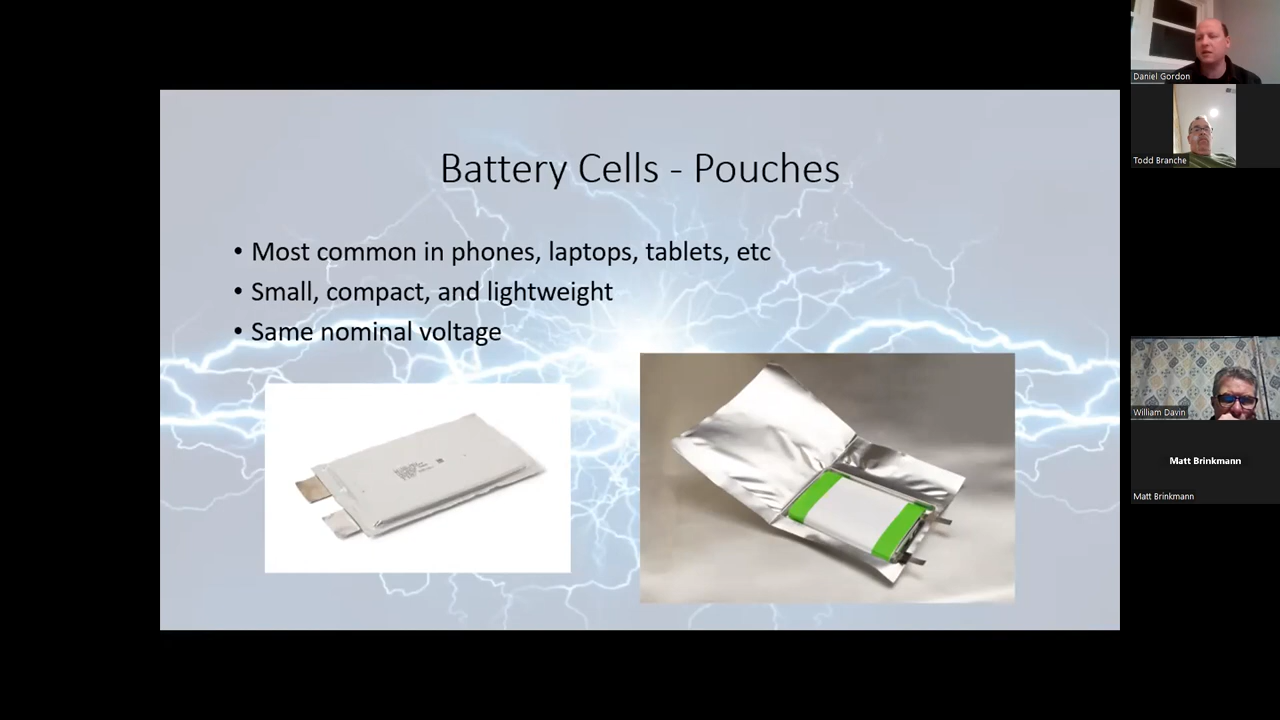 Battery Cells - Pouches
• Most common in phones, laptops, tablets, etc
• Small, compact, and lightweight
• Same nominal voltage
Daniel Gordon
Todd Branche
William Davin
Matt Brinkmann
Matt Brinkmann